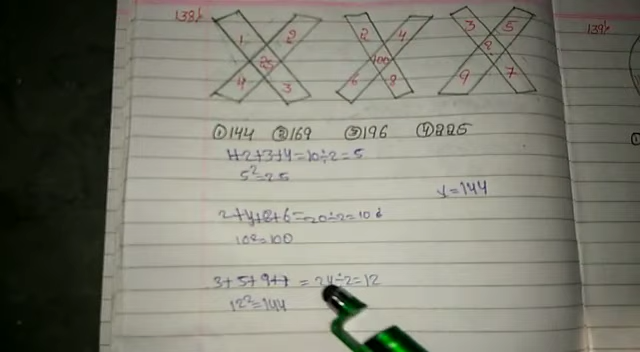 138
1 2 25 4 3
2 4 100 6 8
3 5 ? 9 7
139
① 144 ② 169 ③ 196 ④ 225
1+2+3+4=10÷2=5
5²=25
y=144
2+4+8+6=20÷2=10
10²=100
3+5+9+7=24÷2=12
12²=144